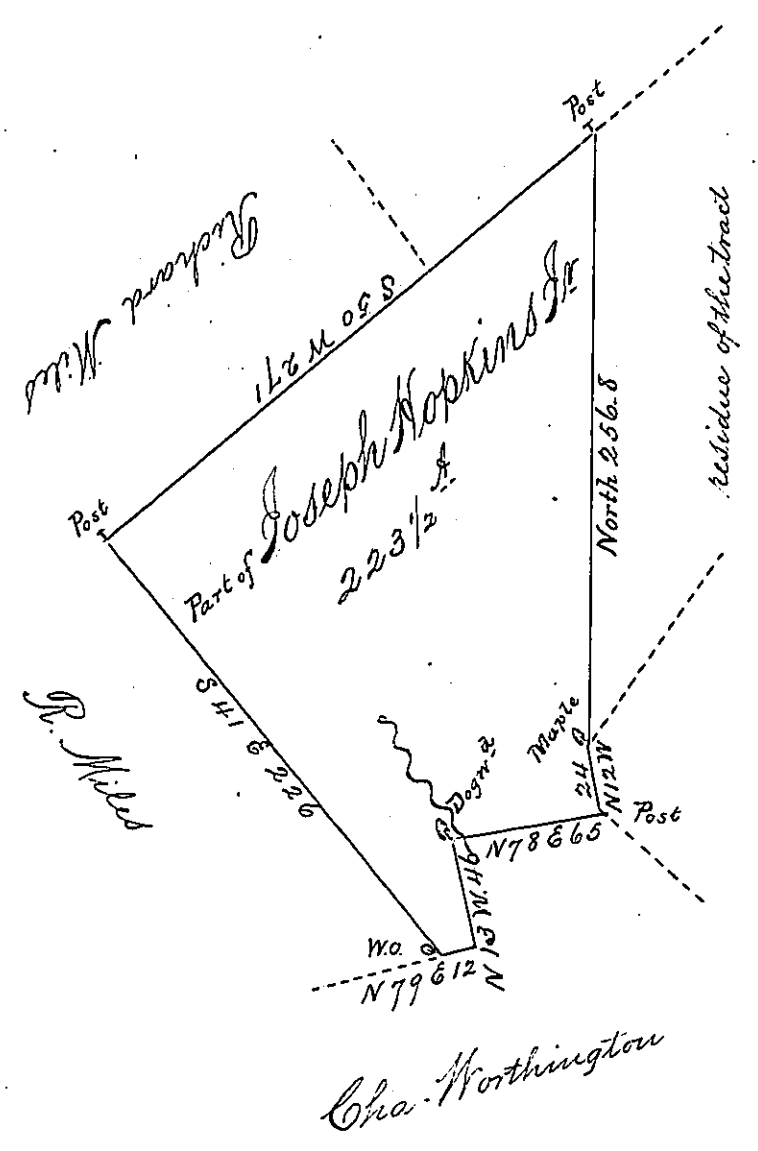 Post
Richard Miles
S 50 W 271
residue of the tract
Part of Joseph Hopkins Jr
223 1/2 A.
North 256.8
Post
S 41 E 226
R. Miles
Maple
Dogwd
24
N 12 W
Post
N 78 E 65
N 13 W. 46
W.O.
N 79 E 12
Cha. Worthington